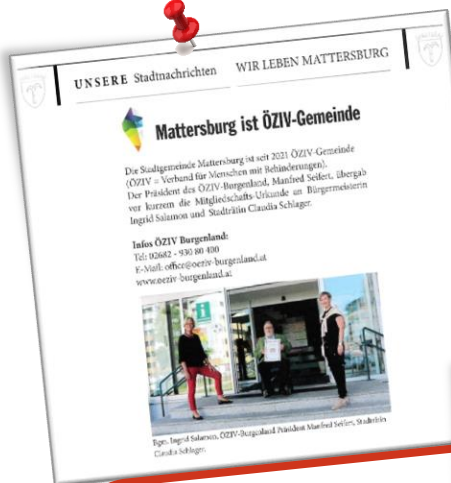 UNSERE Stadtnachrichten
WIR LEBEN MATTERSBURG
Mattersburg ist ÖZIV-Gemeinde
Die Stadtgemeinde Mattersburg ist seit 2021 ÖZIV-Gemeinde
(ÖZIV = Verband für Menschen mit Behinderungen).
Der Präsident des ÖZIV-Burgenland, Manfred Seifert, übergab
vor kurzem die Mitgliedschafts-Urkunde an Bürgermeisterin
Ingrid Salamon und Stadträtin Claudia Schlager.
Infos ÖZIV Burgenland:
Tel: 02682 - 930 80 400
E-Mail: office@oeziv-burgenland.at
www.oeziv-burgenland.at
Bgm. Ingrid Salamon, ÖZIV-Burgenland Präsident Manfred Seifert, Stadträtin
Claudia Schlager.